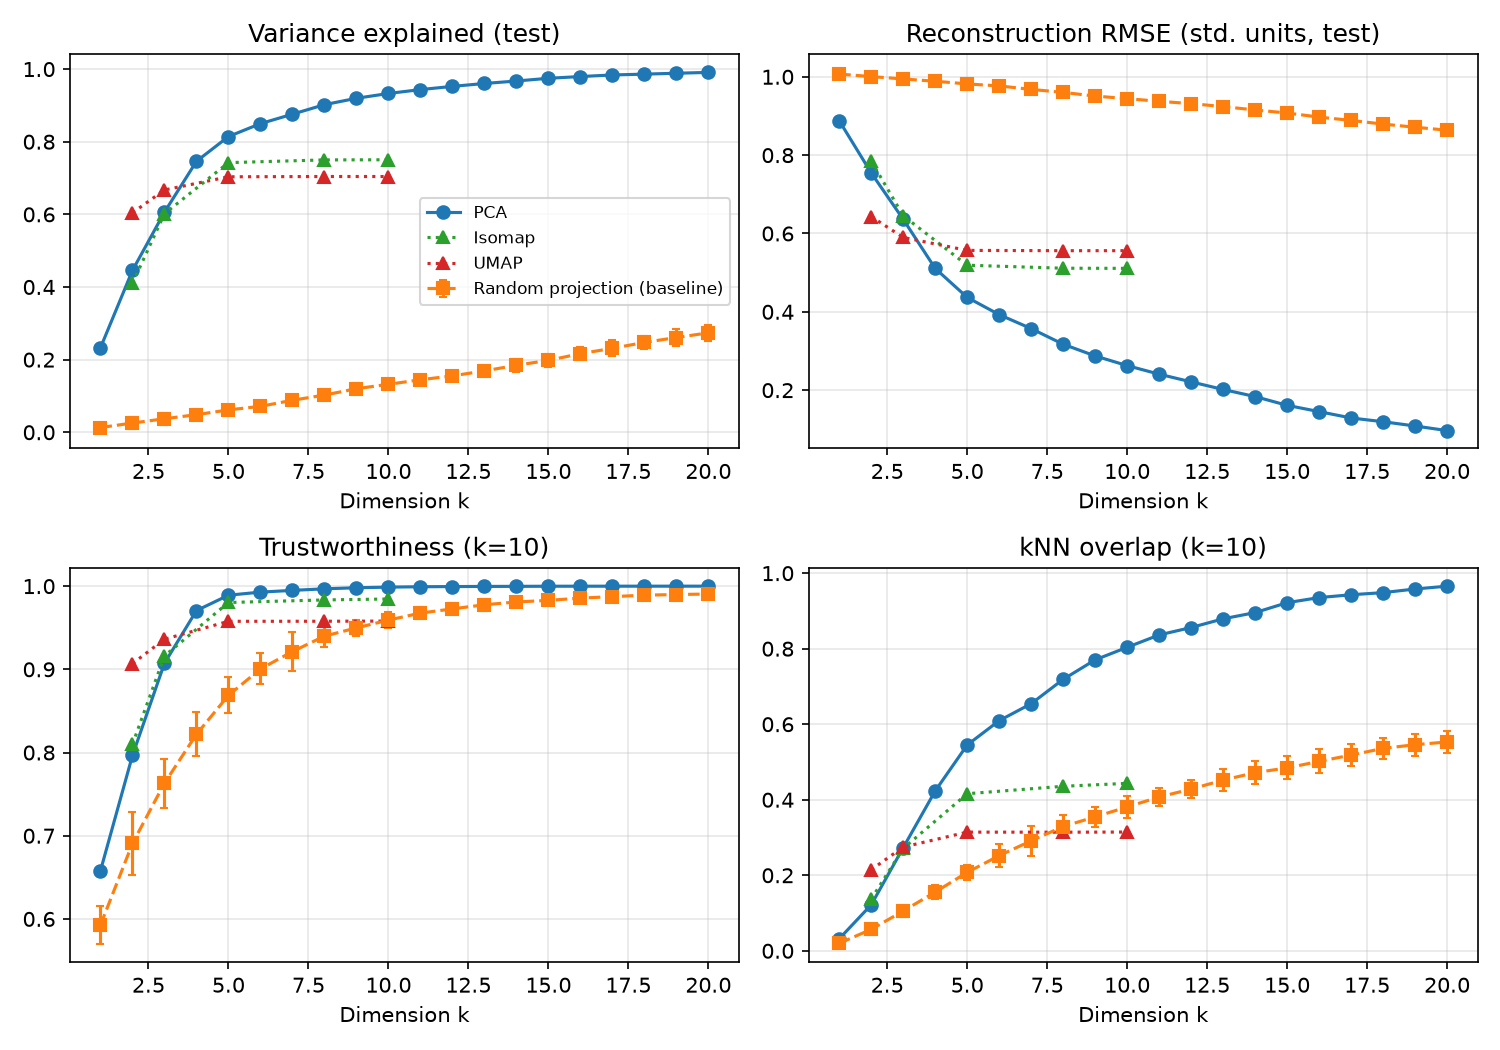 Variance explained (test)
1.0
0.8
0.6
0.4
0.2
0.0
PCA
Isomap
UMAP
Random projection (baseline)
2.5 5.0 7.5 10.0 12.5 15.0 17.5 20.0
Dimension k
Reconstruction RMSE (std. units, test)
1.0
0.8
0.6
0.4
0.2
2.5 5.0 7.5 10.0 12.5 15.0 17.5 20.0
Dimension k
Trustworthiness (k=10)
1.0
0.9
0.8
0.7
0.6
2.5 5.0 7.5 10.0 12.5 15.0 17.5 20.0
Dimension k
kNN overlap (k=10)
1.0
0.8
0.6
0.4
0.2
0.0
2.5 5.0 7.5 10.0 12.5 15.0 17.5 20.0
Dimension k